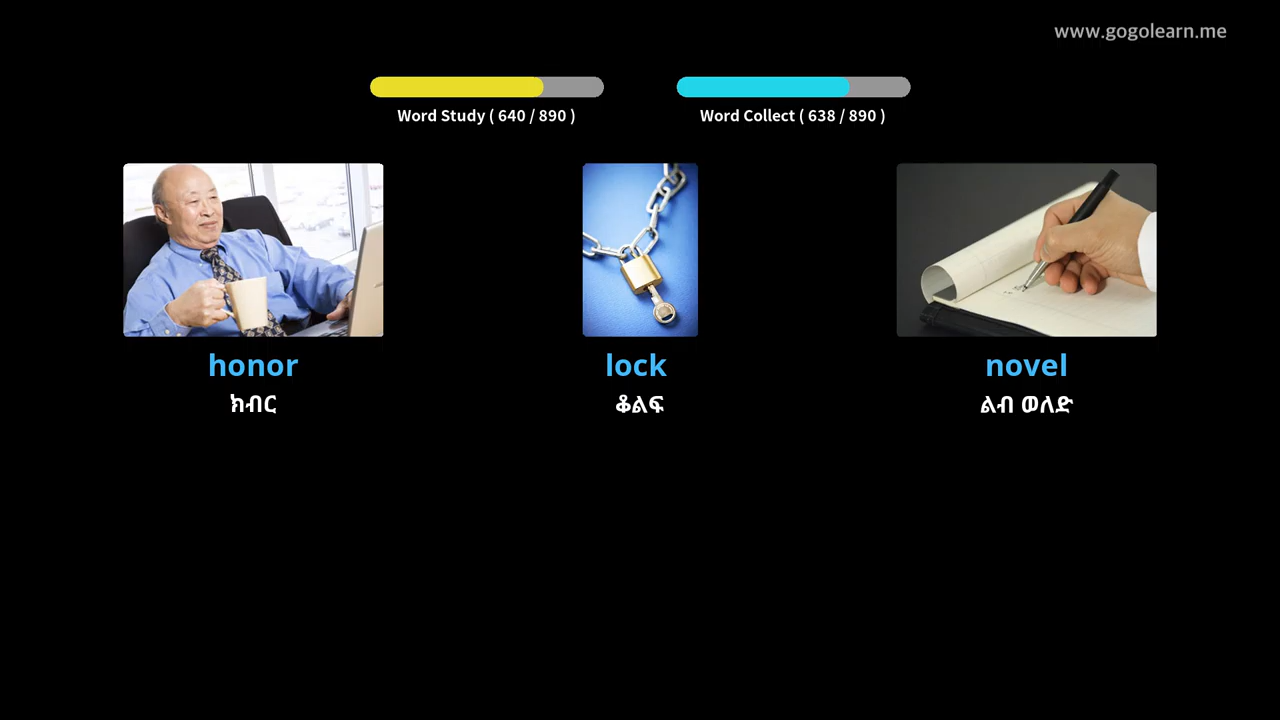 www.gogolearn.me
Word Study ( 640 / 890 )
Word Collect ( 638 / 890 )
honor
ክብር
lock
ቆልፍ
novel
ልብ ወለድ